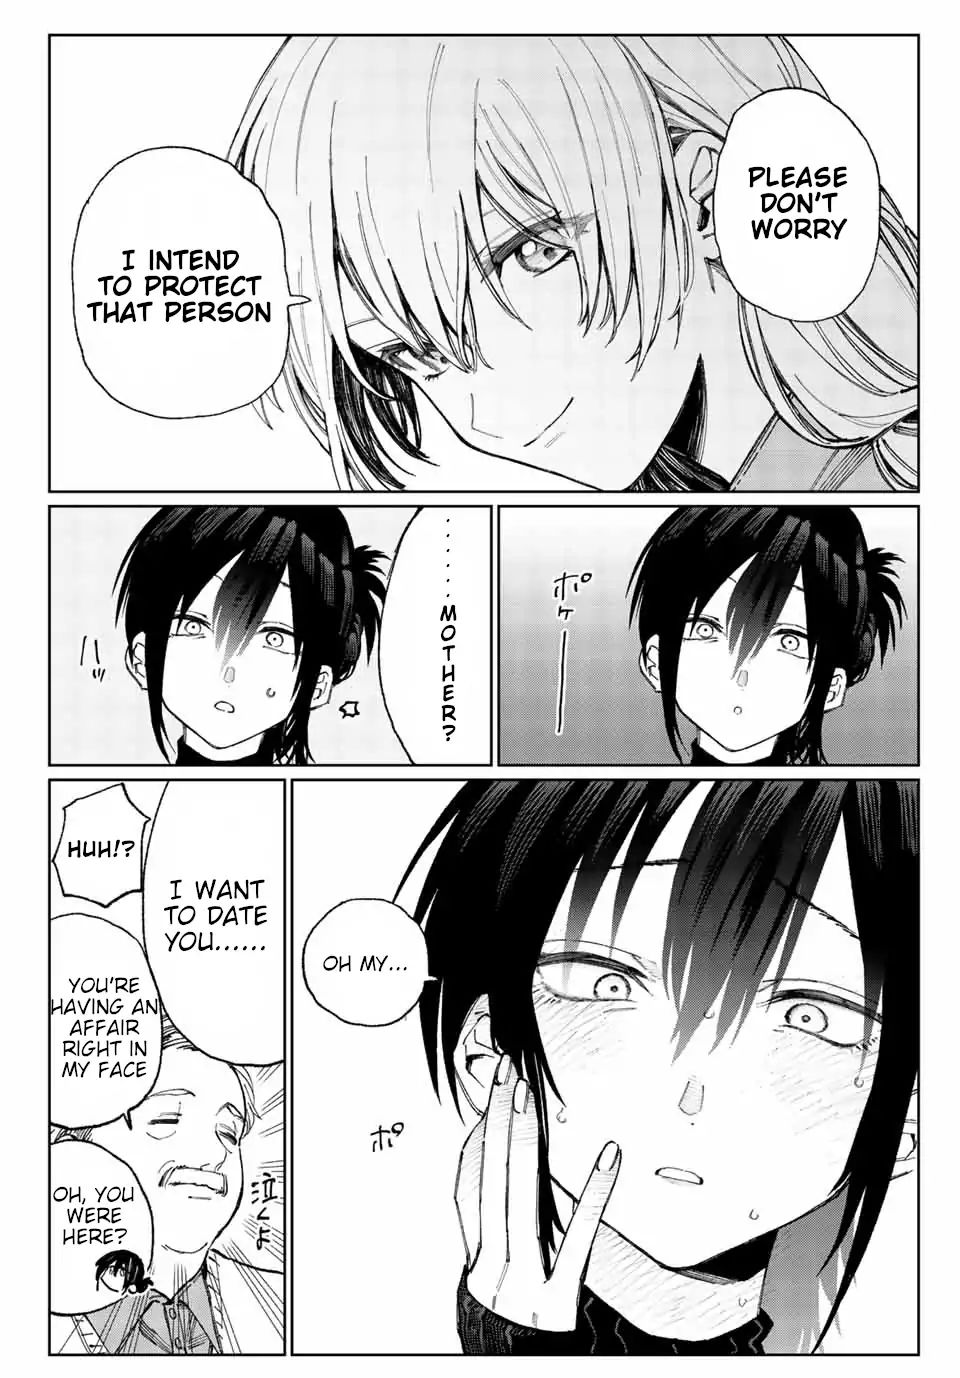 PLEASE
DON'T
WORRY
I INTEND
TO PROTECT
THAT PERSON
ポケー
.......MOTHER?
ハッ
OH MY...
ポ
I WANT
TO DATE
YOU......
HUH!?
YOU'RE
HAVING AN
AFFAIR
RIGHT IN
MY FACE
泣くよ
OH, YOU
WERE
HERE?